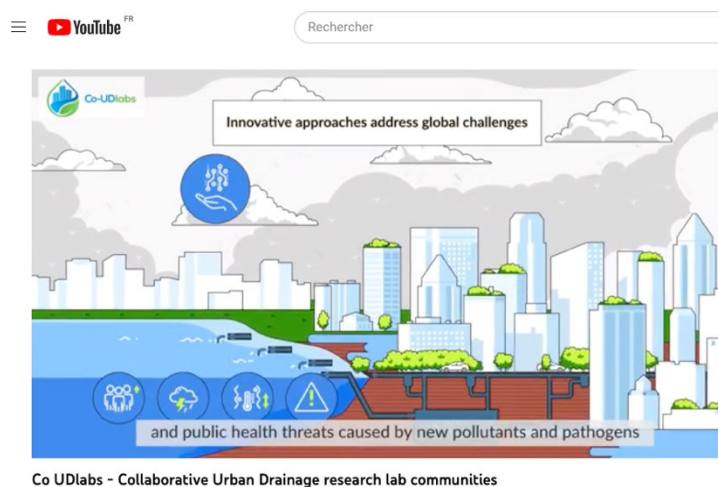 YouTube FR
Rechercher
Co-UDlabs
Innovative approaches address global challenges
and public health threats caused by new pollutants and pathogens
Co UDlabs - Collaborative Urban Drainage research lab communities